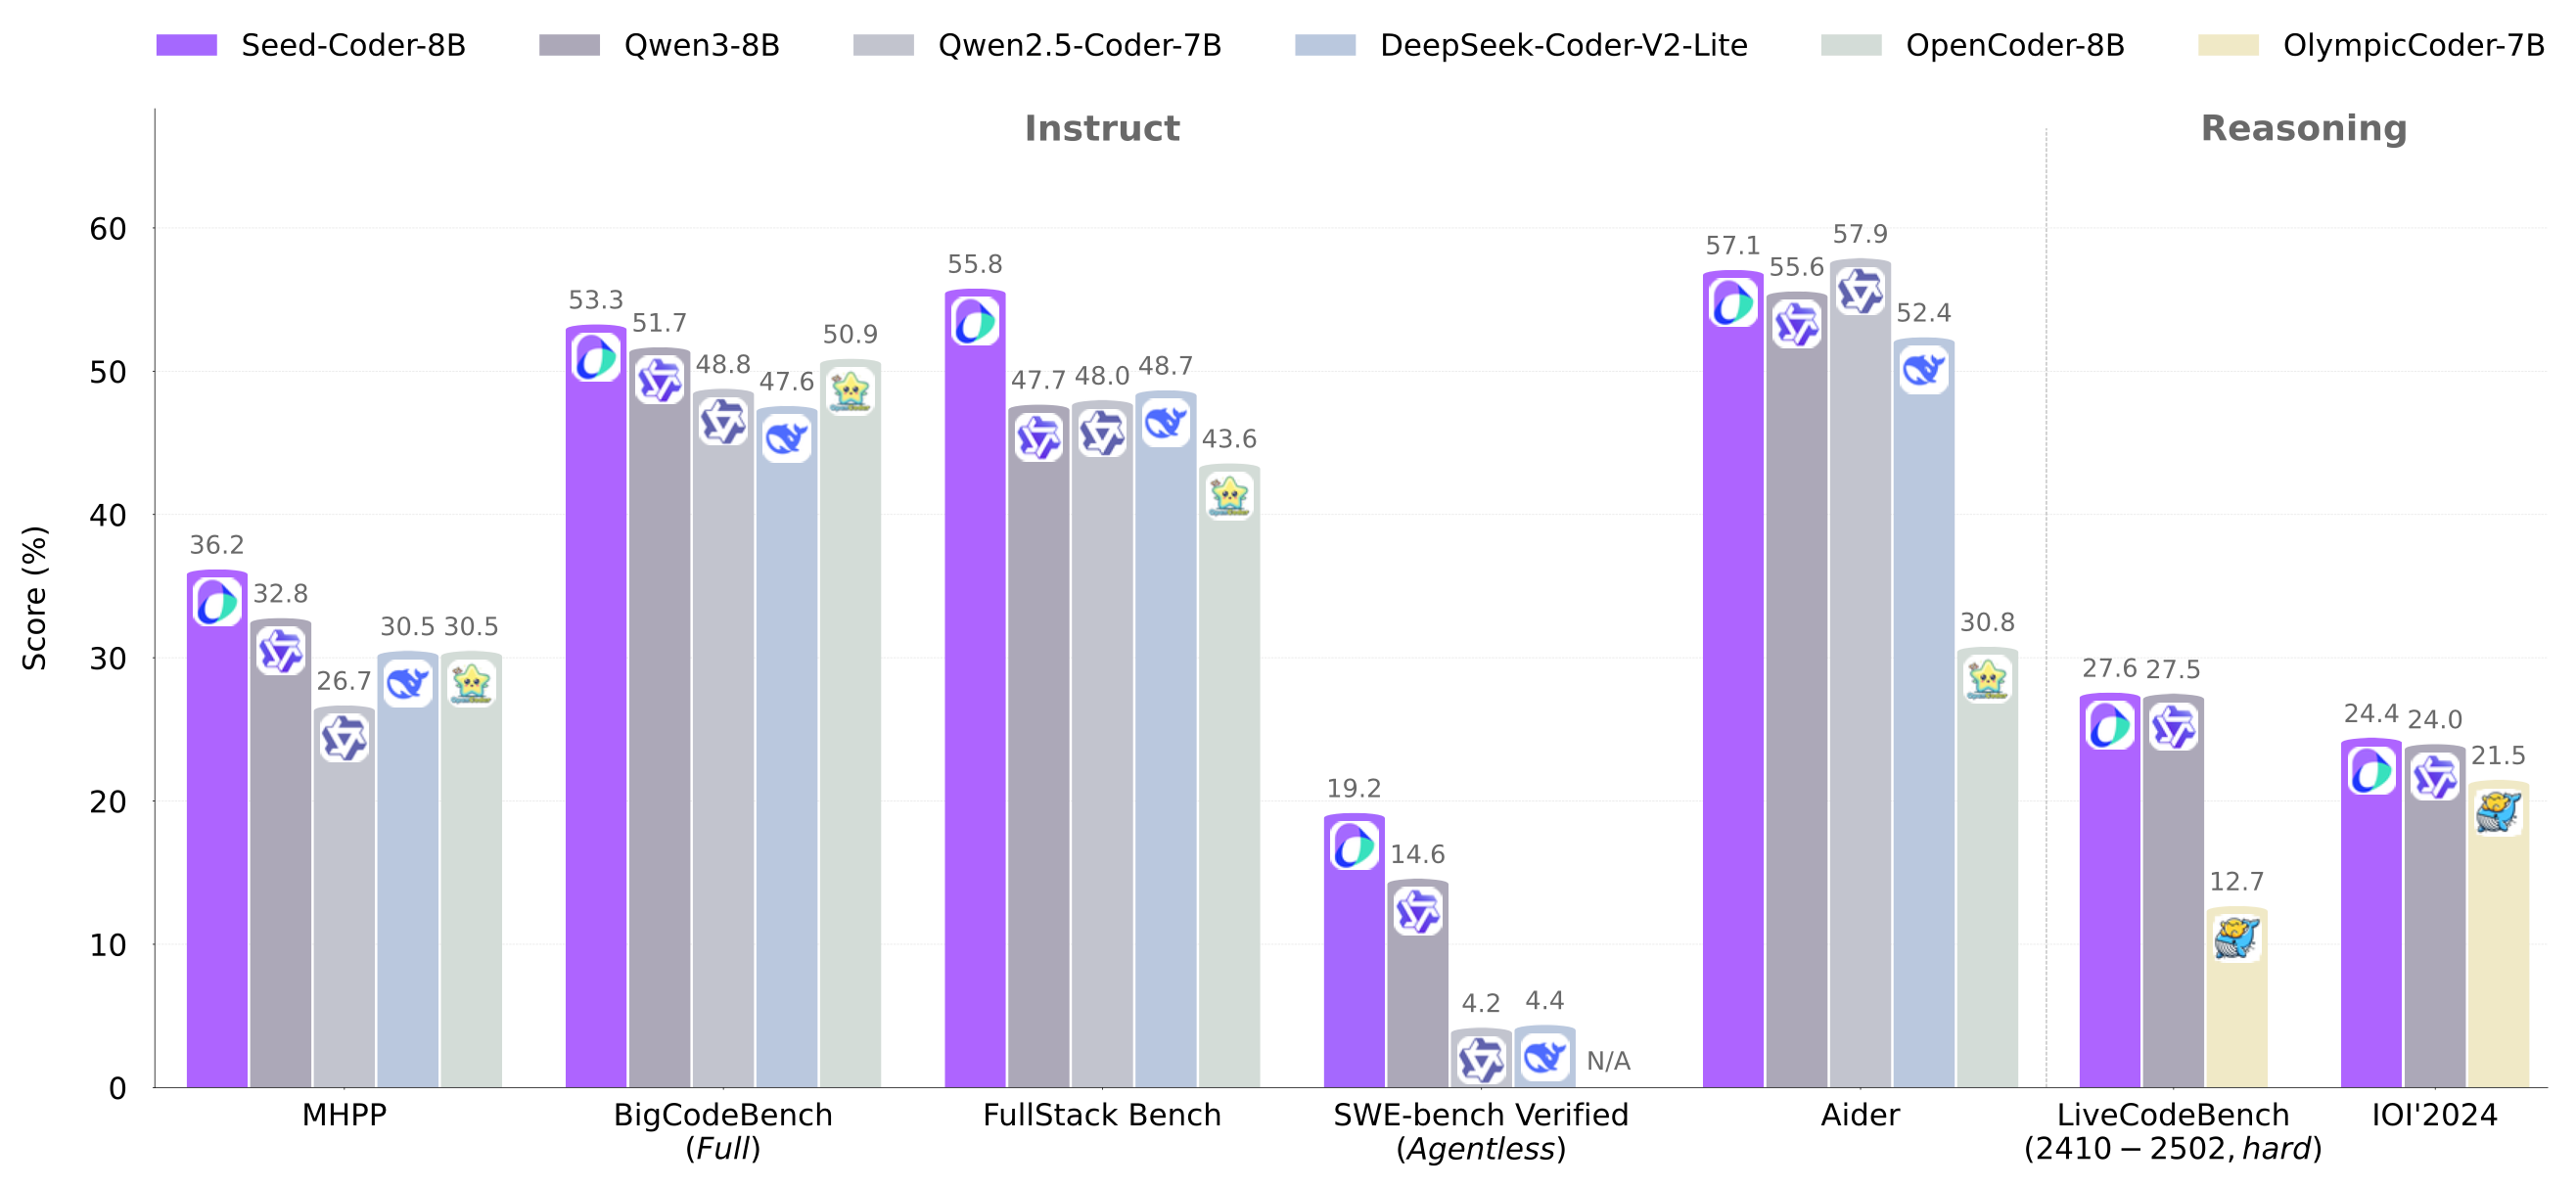 Seed-Coder-8B Qwen3-8B Qwen2.5-Coder-7B DeepSeek-Coder-V2-Lite OpenCoder-8B OlympicCoder-7B
Instruct Reasoning
Score (%)
60
50
40
30
20
10
0
36.2 32.8 26.7 30.5 30.5
53.3 51.7 48.8 47.6 50.9
55.8 47.7 48.0 48.7 43.6
19.2 14.6 4.2 4.4 N/A
57.1 55.6 57.9 52.4 30.8
27.6 27.5 12.7
24.4 24.0 21.5
MHPP BigCodeBench FullStack Bench SWE-bench Verified Aider LiveCodeBench IOI'2024
(Full) (Agentless) (2410 − 2502, hard)